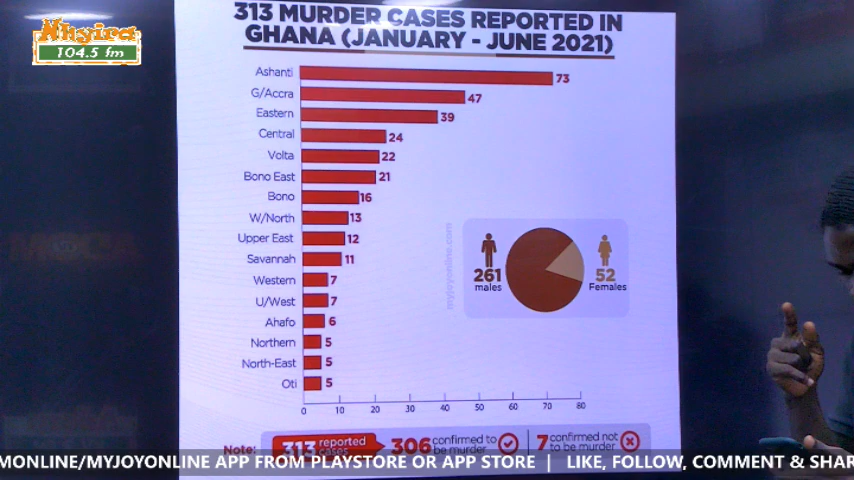 Nhyira
104.5 fm
313 MURDER CASES REPORTED IN
GHANA (JANUARY - JUNE 2021)
Ashanti 73
G/Accra 47
Eastern 39
Central 24
Volta 22
Bono East 21
Bono 16
W/North 13
Upper East 12
Savannah 11
Western 7
U/West 7
Ahafo 6
Northern 5
North-East 5
Oti 5
0 10 20 30 40 50 60 70 80
myjoyonline.com
261
males
52
Females
Note: 313 reported cases 306 confirmed to be murder 7 confirmed not to be murder
MONLINE/MYJOYONLINE APP FROM PLAYSTORE OR APP STORE | LIKE, FOLLOW, COMMENT & SHAR